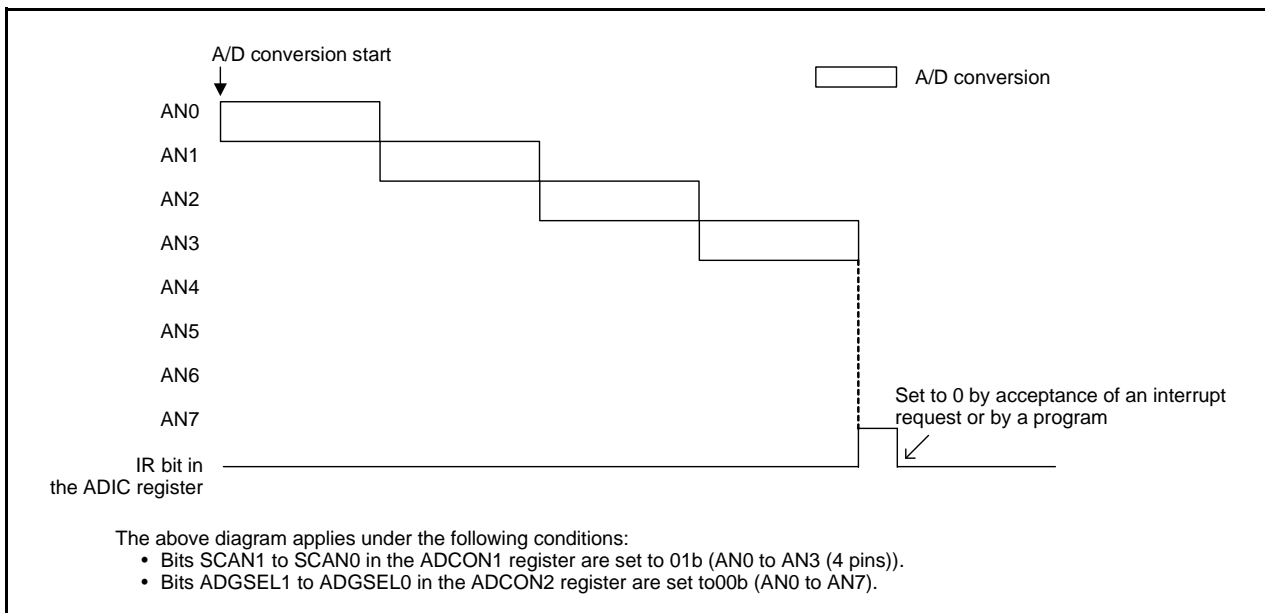 A/D conversion start
A/D conversion
AN0
AN1
AN2
AN3
AN4
AN5
AN6
AN7
Set to 0 by acceptance of an interrupt
request or by a program
IR bit in
the ADIC register
The above diagram applies under the following conditions:
• Bits SCAN1 to SCAN0 in the ADCON1 register are set to 01b (AN0 to AN3 (4 pins)).
• Bits ADGSEL1 to ADGSEL0 in the ADCON2 register are set to00b (AN0 to AN7).